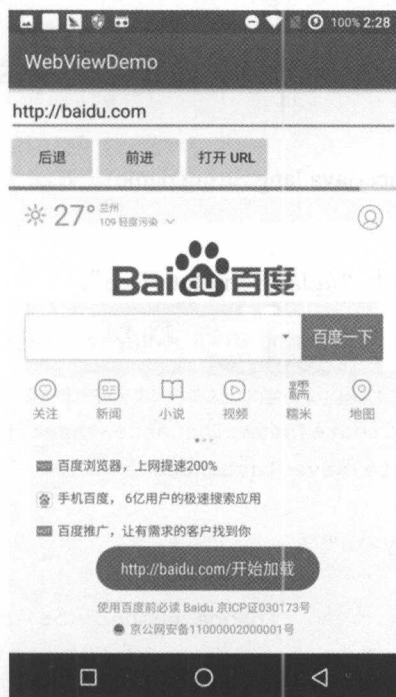 100% 2:28
WebViewDemo
http://baidu.com
后退 前进 打开 URL
27° 兰州
109 轻度污染
Bai du 百度
百度一下
关注 新闻 小说 视频 糯米 地图
百度浏览器，上网提速200%
手机百度， 6亿用户的极速搜索应用
百度推广，让有需求的客户找到你
http://baidu.com/开始加载
使用百度前必读 Baidu 京ICP证030173号
京公网安备11000002000001号